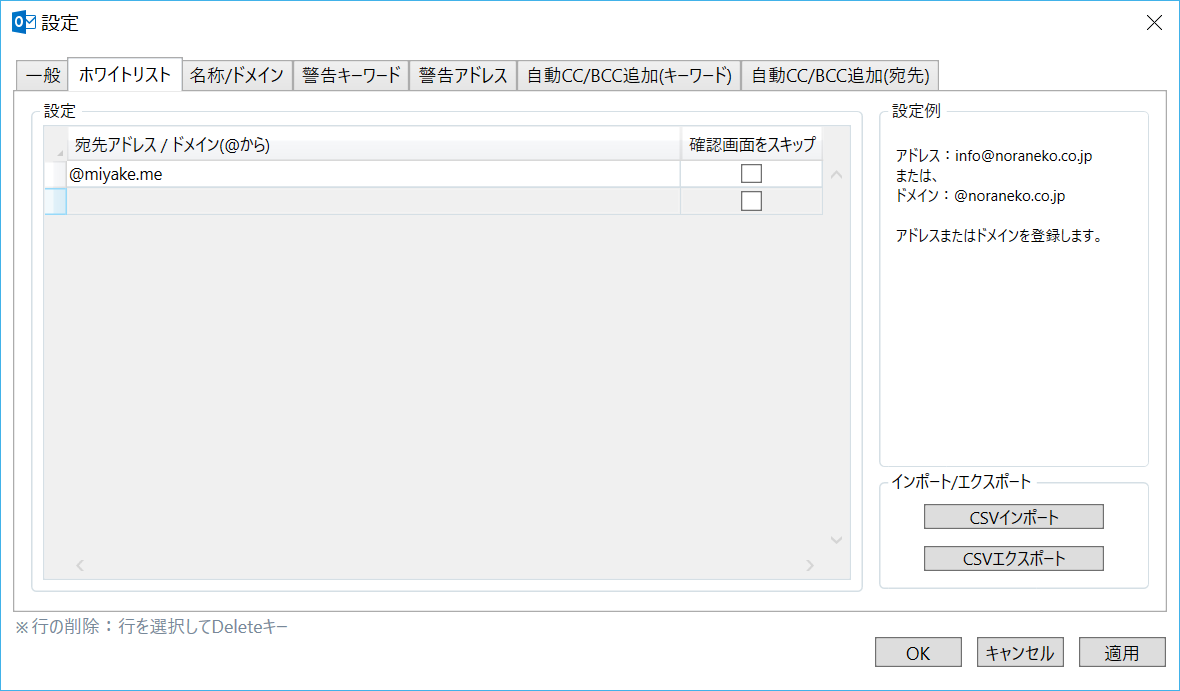 設定
一般
ホワイトリスト
名称/ドメイン
警告キーワード
警告アドレス
自動CC/BCC追加(キーワード)
自動CC/BCC追加(宛先)
設定
宛先アドレス / ドメイン(@から)
確認画面をスキップ
@miyake.me
設定例
アドレス：info@noraneko.co.jp
または、
ドメイン：@noraneko.co.jp
アドレスまたはドメインを登録します。
インポート/エクスポート
CSVインポート
CSVエクスポート
※行の削除：行を選択してDeleteキー
OK
キャンセル
適用